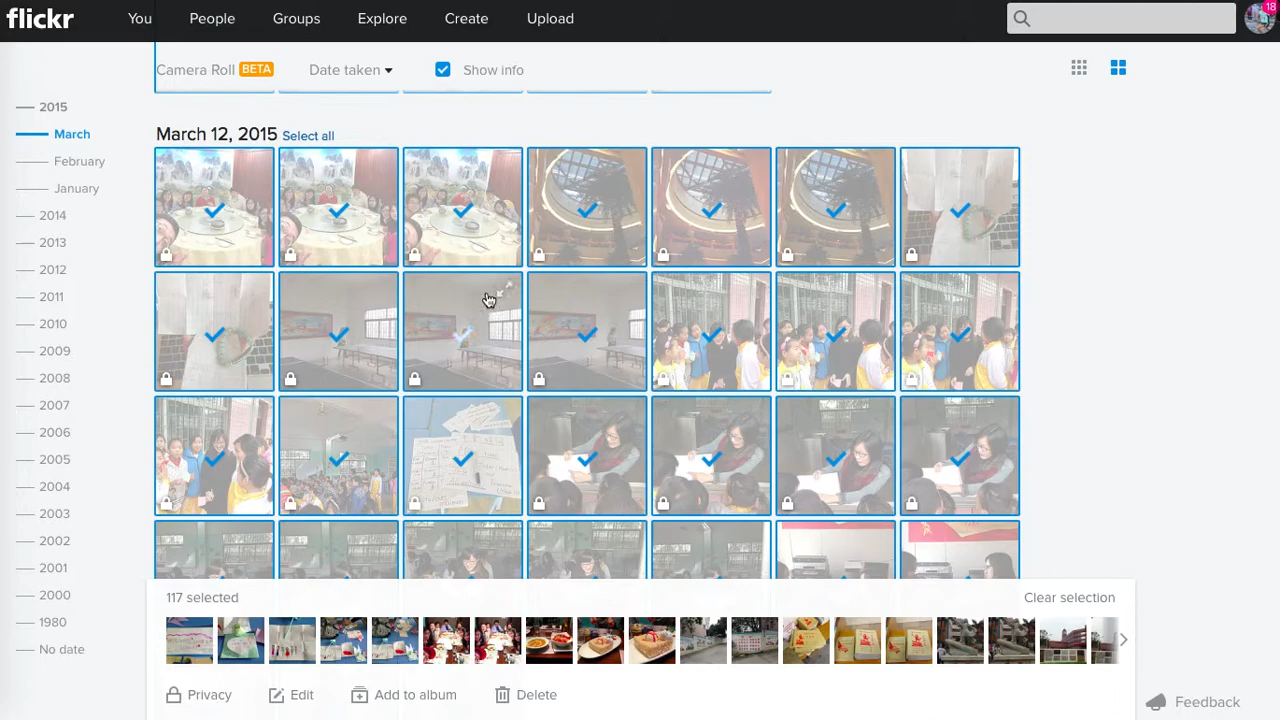 flickr
You People Groups Explore Create Upload
18
Camera Roll BETA Date taken Show info
2015
March
February
January
2014
2013
2012
2011
2010
2009
2008
2007
2006
2005
2004
2003
2002
2001
2000
1980
No date
March 12, 2015 Select all
117 selected Clear selection
Privacy Edit Add to album Delete
Feedback